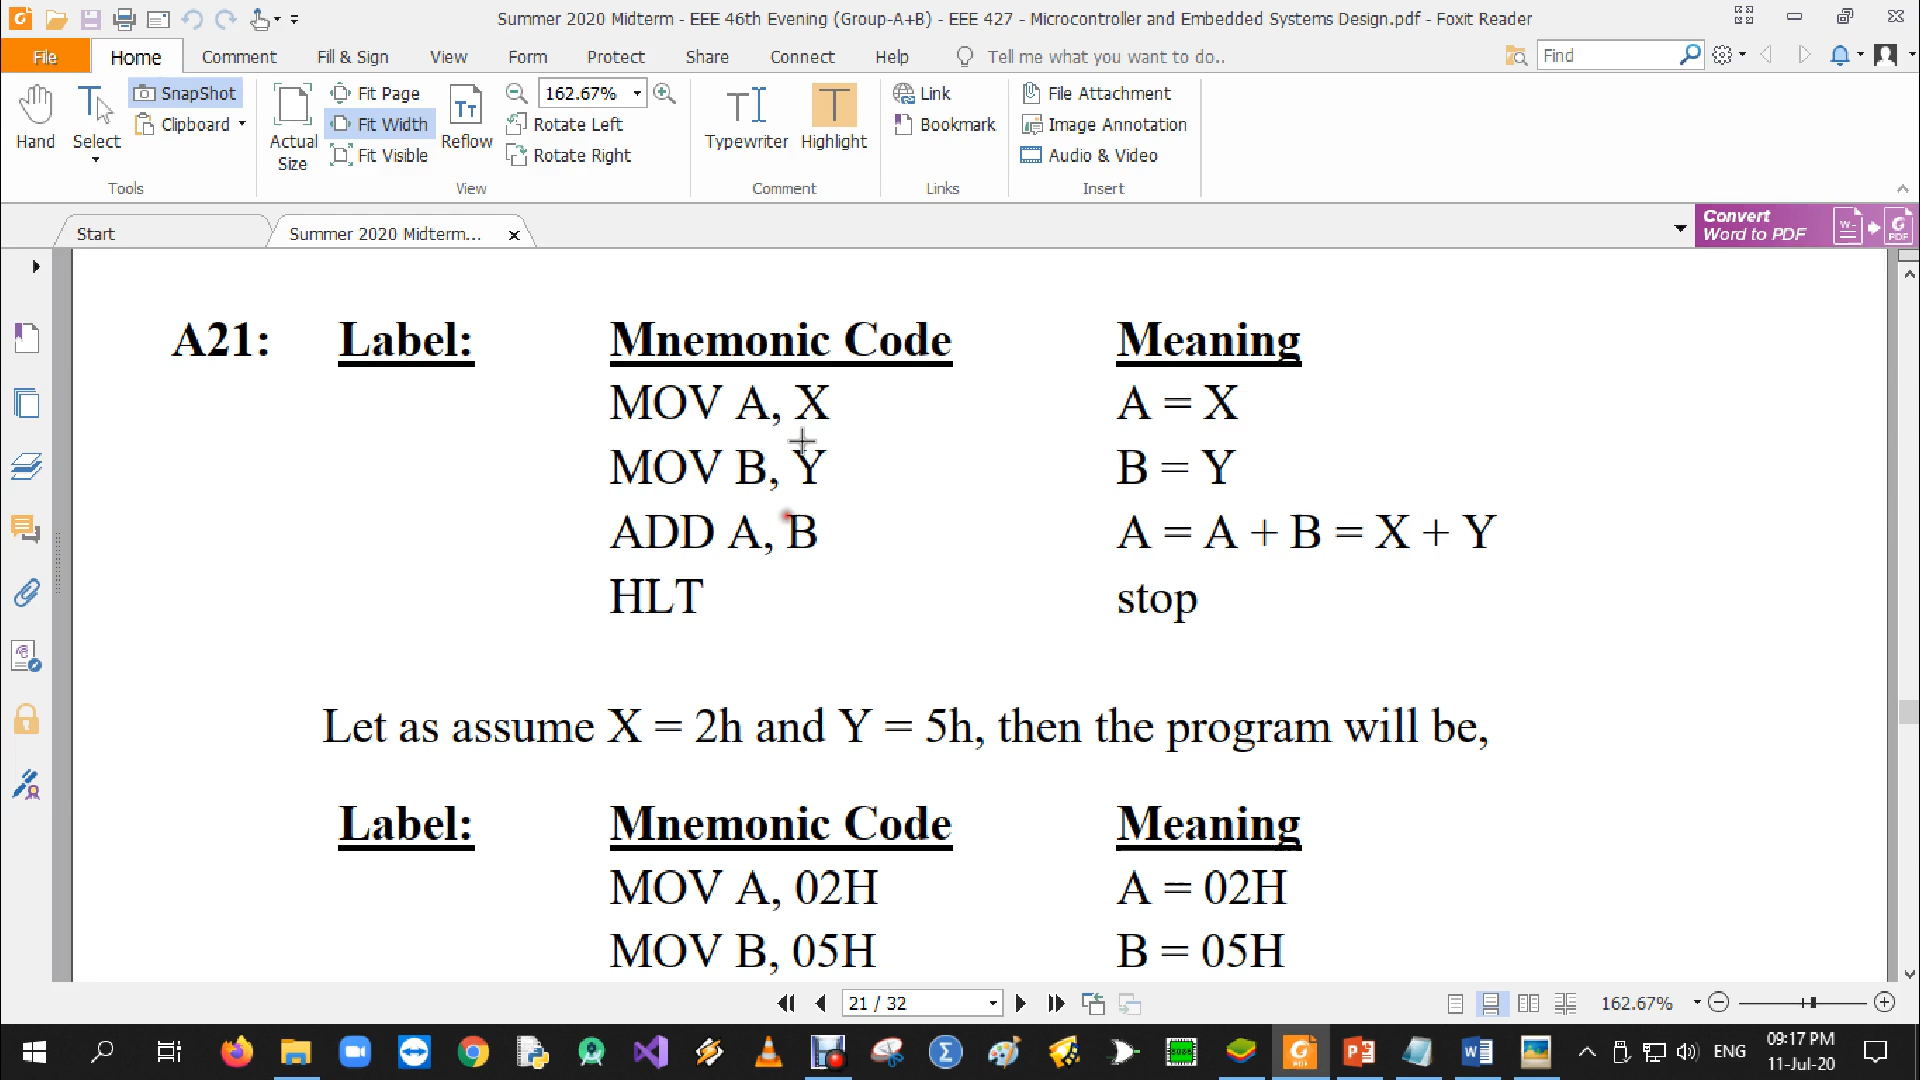 Summer 2020 Midterm - EEE 46th Evening (Group-A+B) - EEE 427 - Microcontroller and Embedded Systems Design.pdf - Foxit Reader
File Home Comment Fill & Sign View Form Protect Share Connect Help Tell me what you want to do.. Find
SnapShot Fit Page 162.67% Link File Attachment
Clipboard Fit Width Rotate Left Bookmark Image Annotation
Hand Select Actual Size Fit Visible Reflow Rotate Right Typewriter Highlight Audio & Video
Tools View Comment Links Insert
Start Summer 2020 Midterm... Convert
Word to PDF
A21: Label: Mnemonic Code Meaning
MOV A, X A = X
MOV B, Y B = Y
ADD A, B A = A + B = X + Y
HLT stop
Let as assume X = 2h and Y = 5h, then the program will be,
Label: Mnemonic Code Meaning
MOV A, 02H A = 02H
MOV B, 05H B = 05H
21 / 32 162.67%
ENG 09:17 PM
11-Jul-20